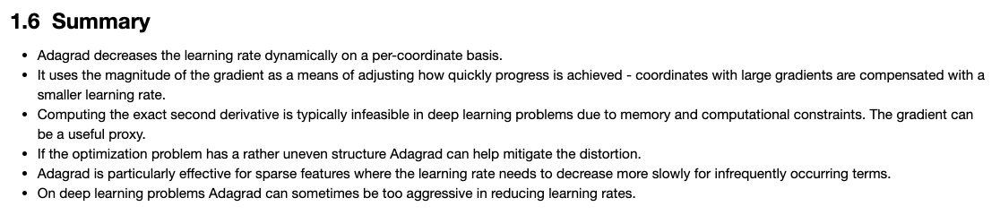 1.6 Summary
• Adagrad decreases the learning rate dynamically on a per-coordinate basis.
• It uses the magnitude of the gradient as a means of adjusting how quickly progress is achieved - coordinates with large gradients are compensated with a
smaller learning rate.
• Computing the exact second derivative is typically infeasible in deep learning problems due to memory and computational constraints. The gradient can
be a useful proxy.
• If the optimization problem has a rather uneven structure Adagrad can help mitigate the distortion.
• Adagrad is particularly effective for sparse features where the learning rate needs to decrease more slowly for infrequently occurring terms.
• On deep learning problems Adagrad can sometimes be too aggressive in reducing learning rates.